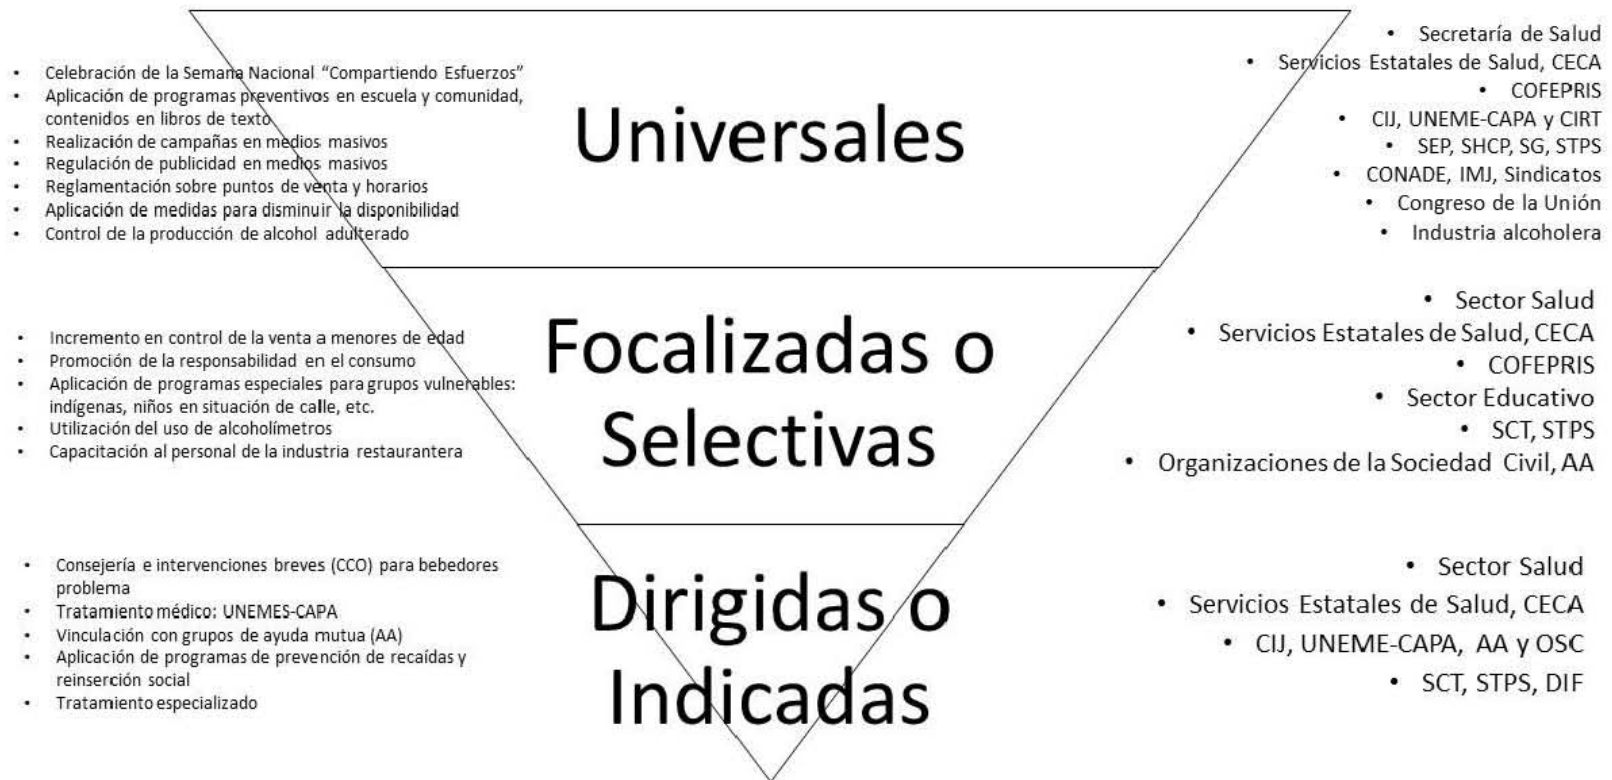 • Celebración de la Semana Nacional “Compartiendo Esfuerzos”
• Aplicación de programas preventivos en escuela y comunidad,
contenidos en libros de texto
• Realización de campañas en medios masivos
• Regulación de publicidad en medios masivos
• Reglamentación sobre puntos de venta y horarios
• Aplicación de medidas para disminuir la disponibilidad
• Control de la producción de alcohol adulterado
Universales
• Secretaría de Salud
• Servicios Estatales de Salud, CECA
• COFEPRIS
• CIJ, UNEME-CAPA y CIRT
• SEP, SHCP, SG, STPS
• CONADE, IMJ, Sindicatos
• Congreso de la Unión
• Industria alcoholera
• Incremento en control de la venta a menores de edad
• Promoción de la responsabilidad en el consumo
• Aplicación de programas especiales para grupos vulnerables:
indígenas, niños en situación de calle, etc.
• Utilización del uso de alcoholímetros
• Capacitación al personal de la industria restaurantera
Focalizadas o
Selectivas
• Sector Salud
• Servicios Estatales de Salud, CECA
• COFEPRIS
• Sector Educativo
• SCT, STPS
• Organizaciones de la Sociedad Civil, AA
• Consejería e intervenciones breves (CCO) para bebedores
problema
• Tratamiento médico: UNEMES-CAPA
• Vinculación con grupos de ayuda mutua (AA)
• Aplicación de programas de prevención de recaídas y
reinserción social
• Tratamiento especializado
Dirigidas o
Indicadas
• Sector Salud
• Servicios Estatales de Salud, CECA
• CIJ, UNEME-CAPA, AA y OSC
• SCT, STPS, DIF